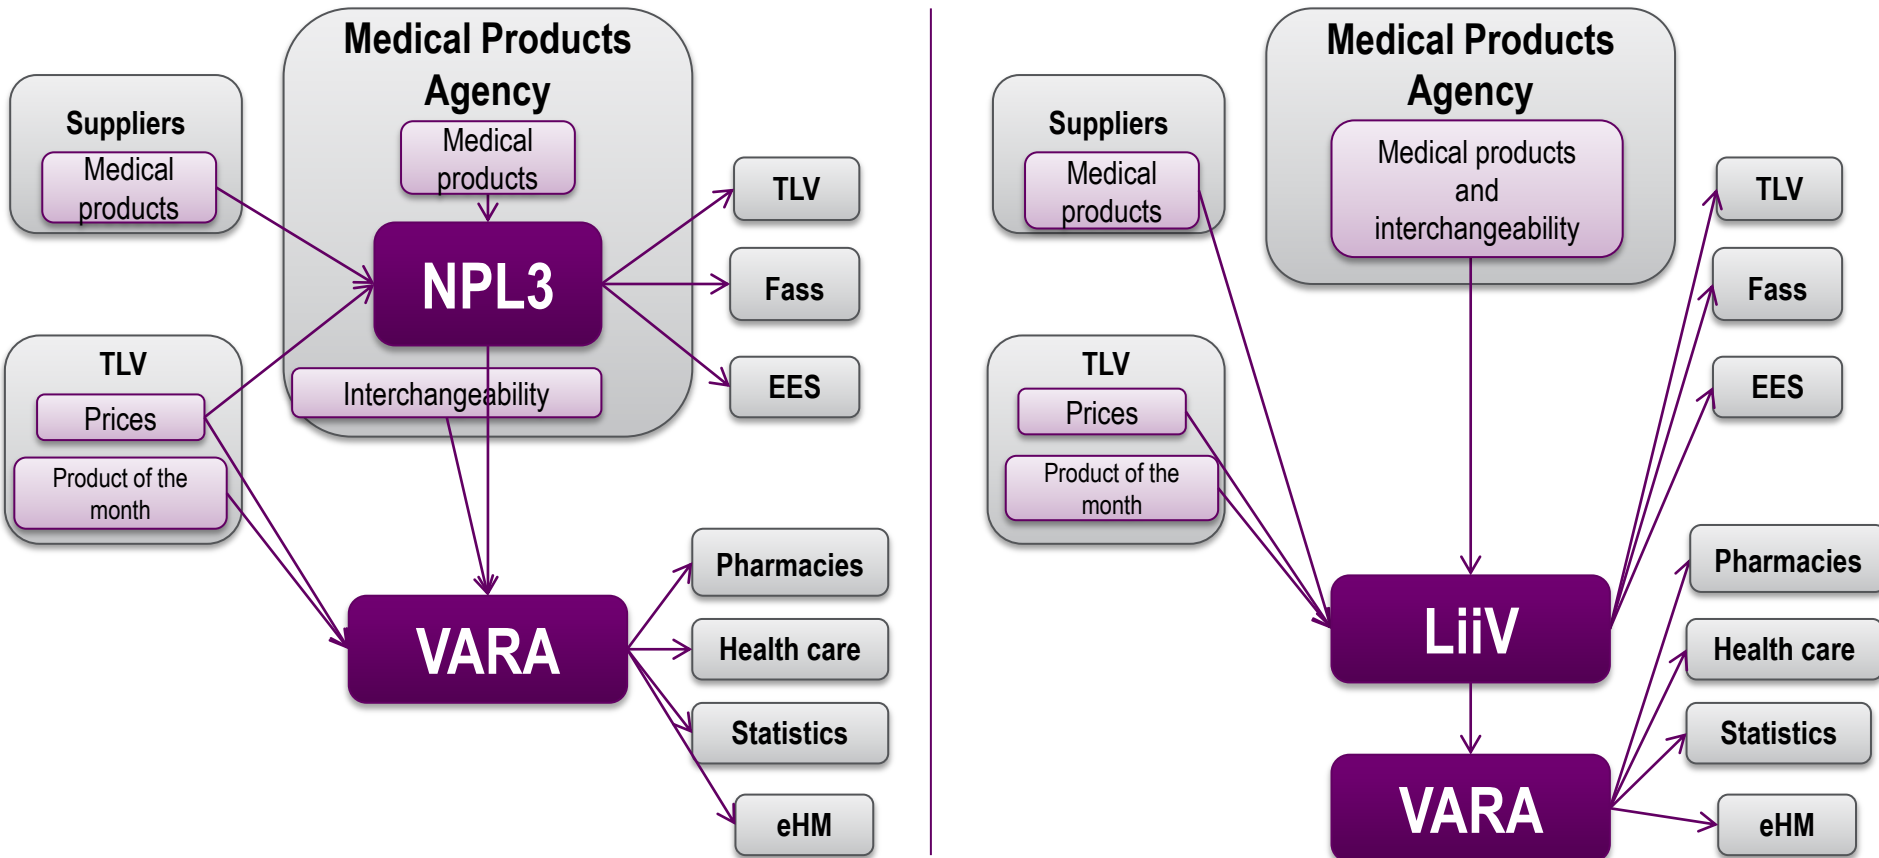 Medical Products
Agency
Suppliers
Medical
products
Medical
products
NPL3
TLV
Fass
EES
TLV
Prices
Product of the
month
Interchangeability
VARA
Pharmacies
Health care
Statistics
eHM
Medical Products
Agency
Suppliers
Medical
products
Medical products
and
interchangeability
TLV
Fass
EES
TLV
Prices
Product of the
month
LiiV
Pharmacies
Health care
Statistics
VARA
eHM